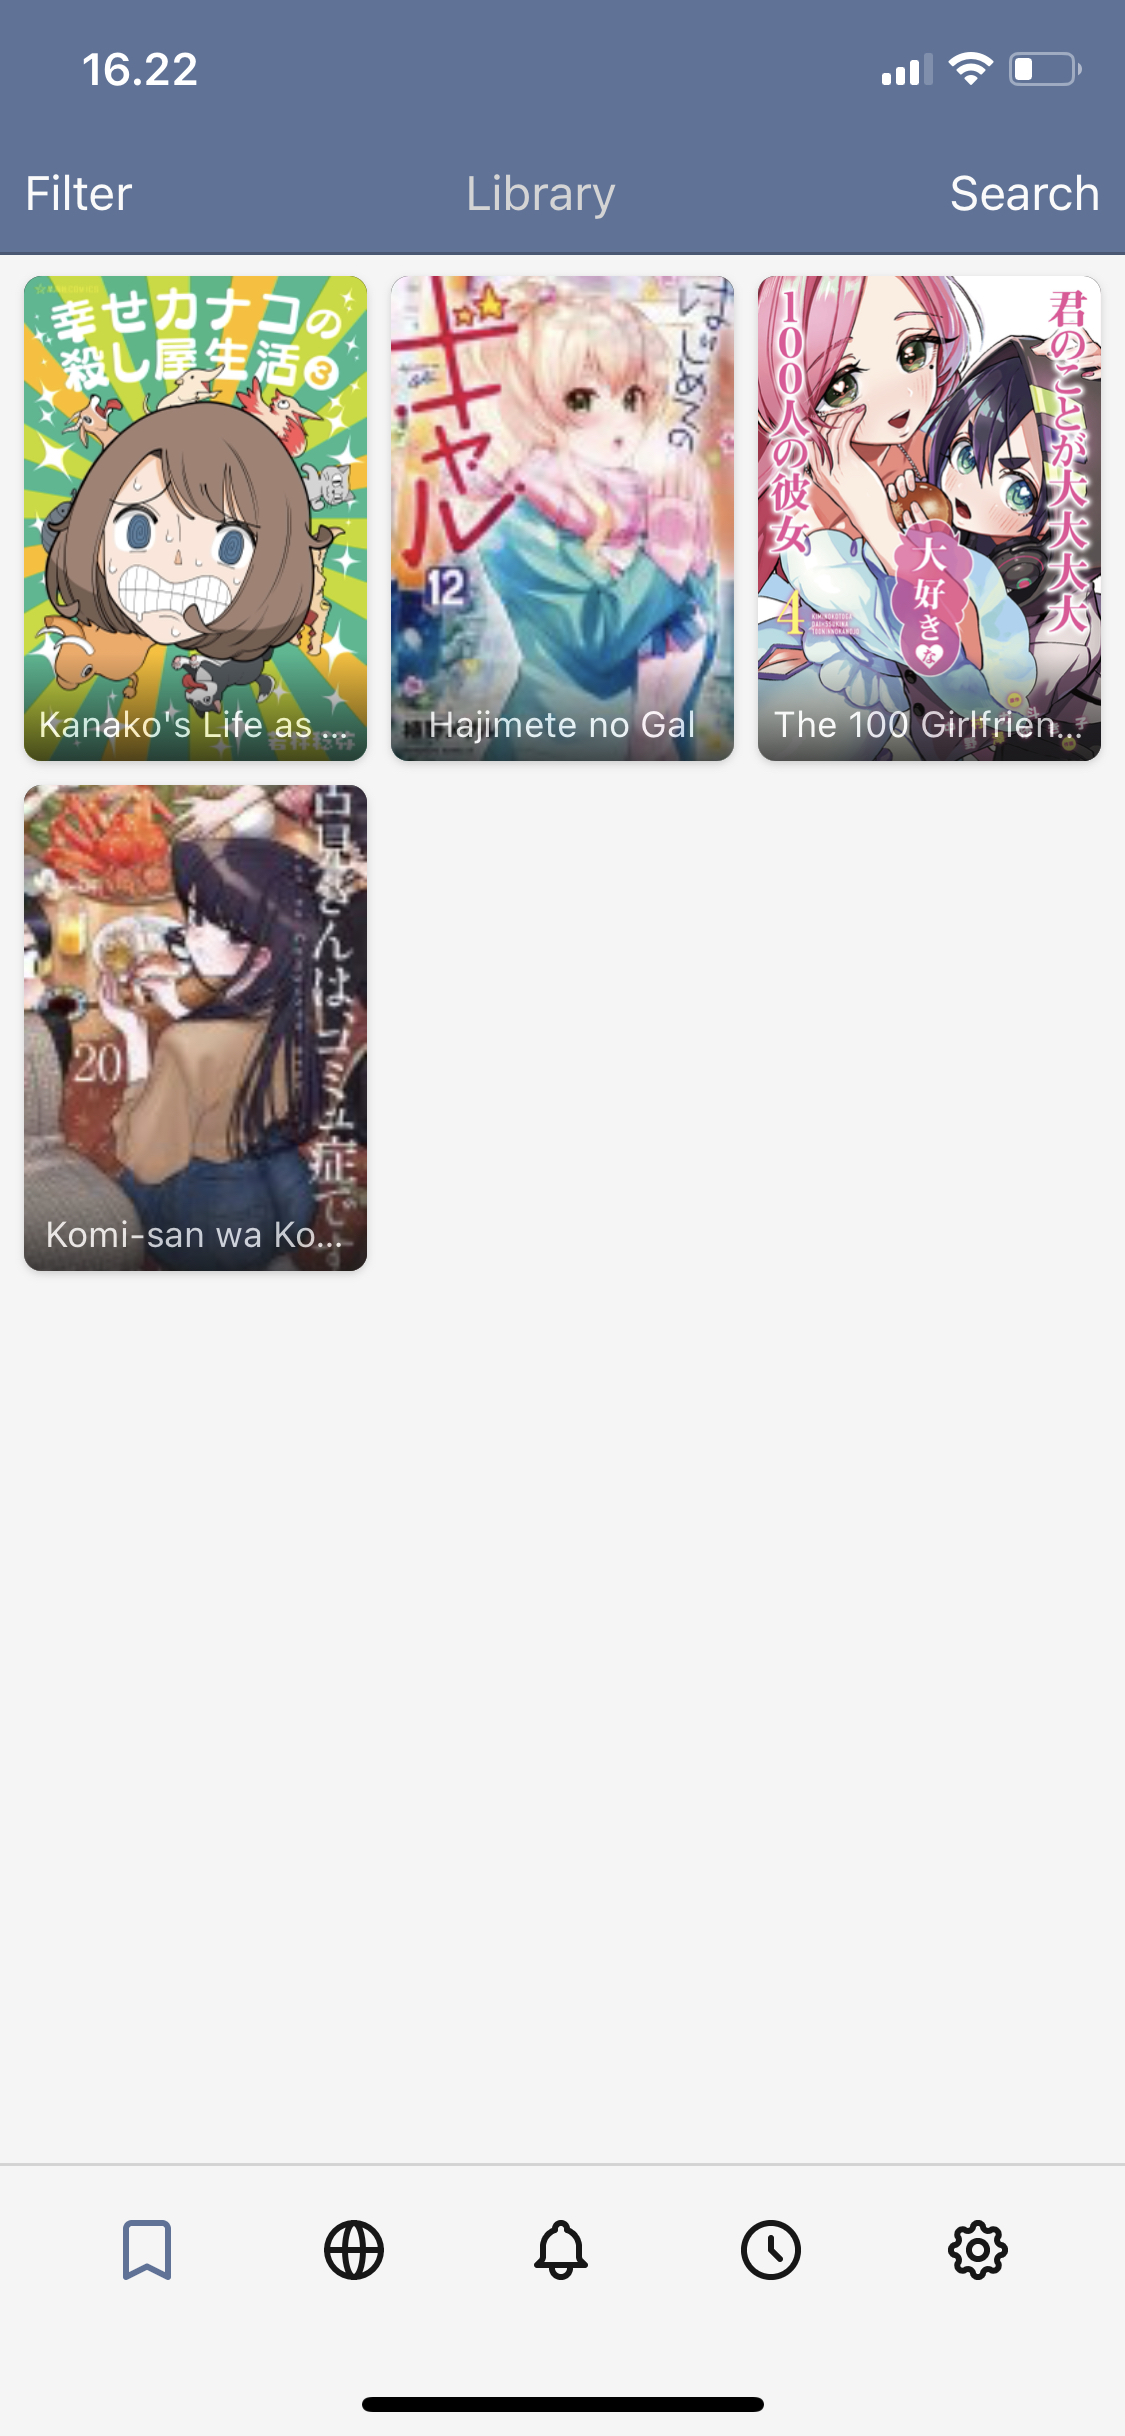 16.22
Filter
Library
Search
幸せカナコの
殺し屋生活 3
Kanako's Life as ...
はじめての
ギャル
12
Hajimete no Gal
君のことが大大大大
大好きな
100人の彼女
4
The 100 Girlfrien...
古見さんは、コミュ症です
20
Komi-san wa Ko...